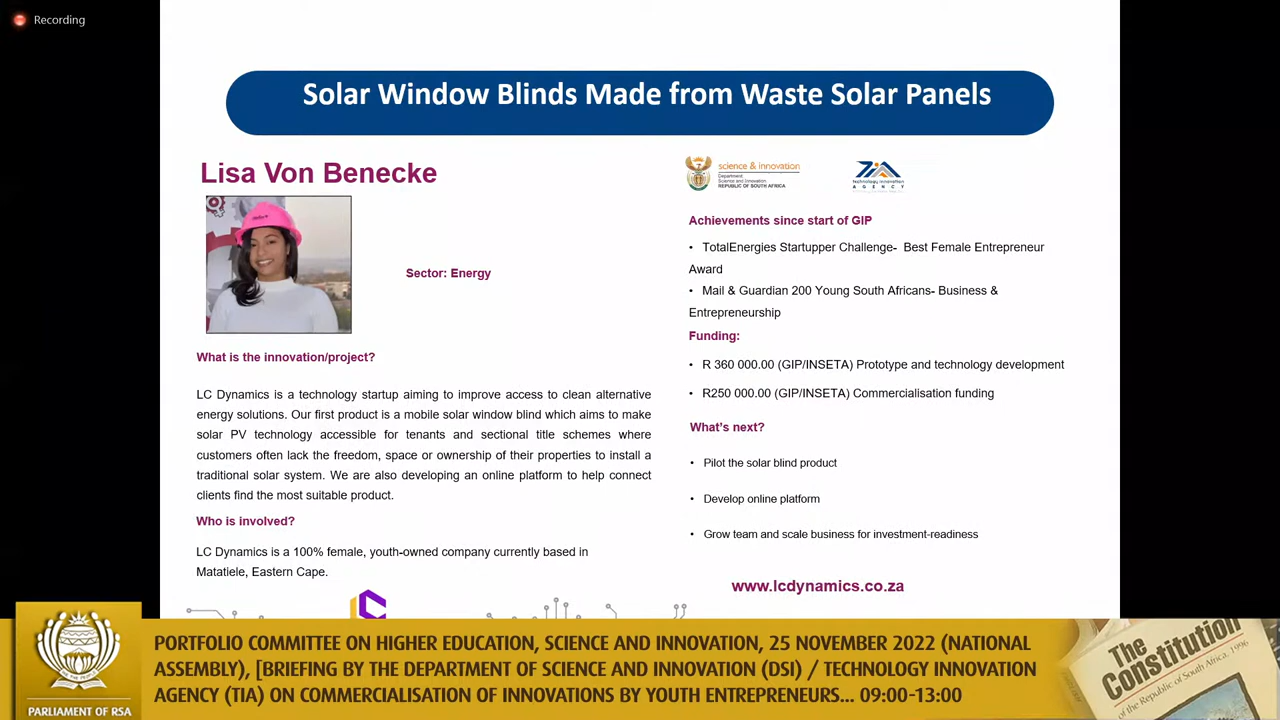 Recording
Solar Window Blinds Made from Waste Solar Panels
Lisa Von Benecke
Sector: Energy
What is the innovation/project?
LC Dynamics is a technology startup aiming to improve access to clean alternative
energy solutions. Our first product is a mobile solar window blind which aims to make
solar PV technology accessible for tenants and sectional title schemes where
customers often lack the freedom, space or ownership of their properties to install a
traditional solar system. We are also developing an online platform to help connect
clients find the most suitable product.
Who is involved?
LC Dynamics is a 100% female, youth-owned company currently based in
Matatiele, Eastern Cape.
science & innovation
Department:
Science and Innovation
REPUBLIC OF SOUTH AFRICA
technology innovation
AGENCY
Achievements since start of GIP
• TotalEnergies Startupper Challenge- Best Female Entrepreneur
Award
• Mail & Guardian 200 Young South Africans- Business &
Entrepreneurship
Funding:
• R 360 000.00 (GIP/INSETA) Prototype and technology development
• R250 000.00 (GIP/INSETA) Commercialisation funding
What's next?
• Pilot the solar blind product
• Develop online platform
• Grow team and scale business for investment-readiness
www.lcdynamics.co.za
PORTFOLIO COMMITTEE ON HIGHER EDUCATION, SCIENCE AND INNOVATION, 25 NOVEMBER 2022 (NATIONAL
ASSEMBLY), [BRIEFING BY THE DEPARTMENT OF SCIENCE AND INNOVATION (DSI) / TECHNOLOGY INNOVATION
AGENCY (TIA) ON COMMERCIALISATION OF INNOVATIONS BY YOUTH ENTREPRENEURS... 09:00-13:00
PARLIAMENT OF RSA
The
Constitution
of the Republic of South Africa, 1996